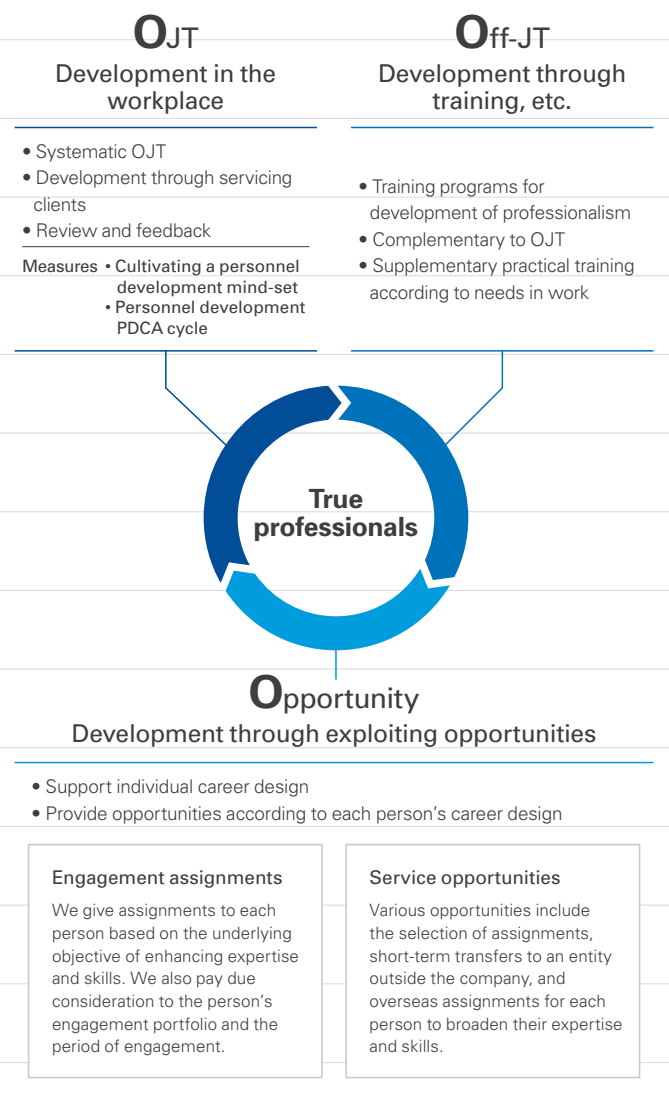 OJT
Development in the
workplace
• Systematic OJT
• Development through servicing
clients
• Review and feedback
Measures • Cultivating a personnel
development mind-set
• Personnel development
PDCA cycle
Off-JT
Development through
training, etc.
• Training programs for
development of professionalism
• Complementary to OJT
• Supplementary practical training
according to needs in work
True
professionals
Opportunity
Development through exploiting opportunities
• Support individual career design
• Provide opportunities according to each person's career design
Engagement assignments
We give assignments to each
person based on the underlying
objective of enhancing expertise
and skills. We also pay due
consideration to the person's
engagement portfolio and the
period of engagement.
Service opportunities
Various opportunities include
the selection of assignments,
short-term transfers to an entity
outside the company, and
overseas assignments for each
person to broaden their expertise
and skills.